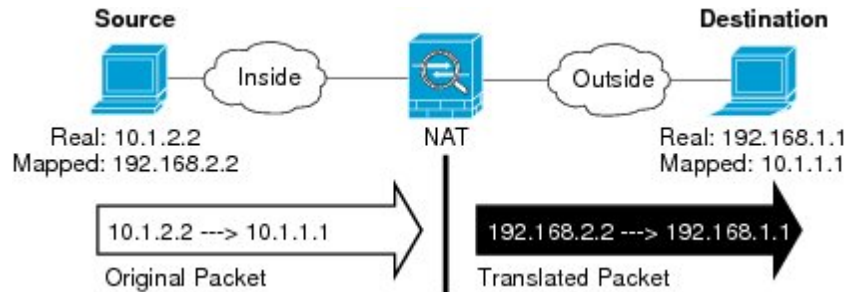 Source
Destination
Inside
Outside
Real: 10.1.2.2
Mapped: 192.168.2.2
NAT
Real: 192.168.1.1
Mapped: 10.1.1.1
10.1.2.2 ---> 10.1.1.1
192.168.2.2 ---> 192.168.1.1
Original Packet
Translated Packet